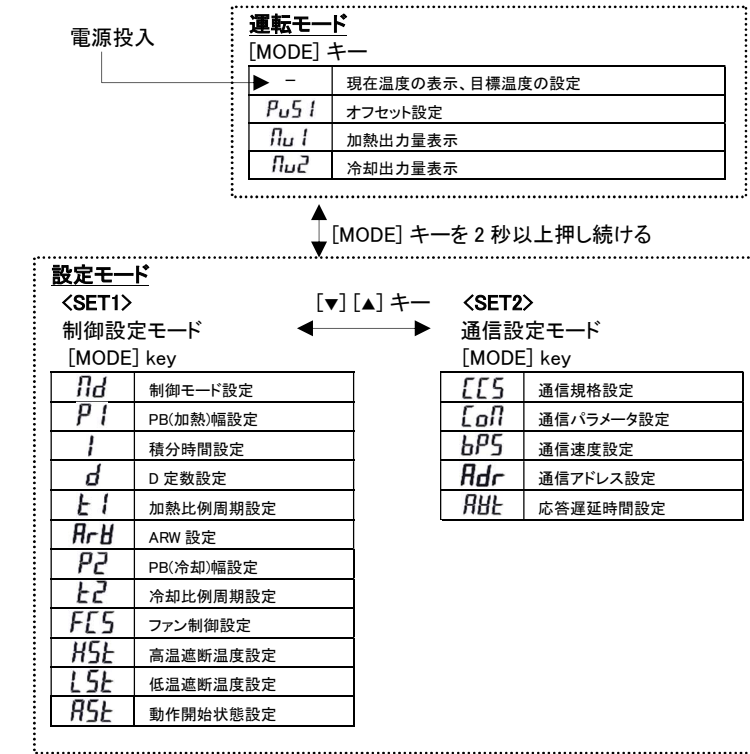 電源投入
運転モード
[MODE] キー
− 現在温度の表示、目標温度の設定
PuS1 オフセット設定
Mu1 加熱出力量表示
Mu2 冷却出力量表示
[MODE] キーを 2 秒以上押し続ける
設定モード
<SET1>
制御設定モード
[MODE] key
Md 制御モード設定
P1 PB(加熱)幅設定
I 積分時間設定
d D 定数設定
t1 加熱比例周期設定
ArW ARW 設定
P2 PB(冷却)幅設定
t2 冷却比例周期設定
FCS ファン制御設定
HSt 高温遮断温度設定
LSt 低温遮断温度設定
ASt 動作開始状態設定
[▼] [▲] キー
<SET2>
通信設定モード
[MODE] key
CCS 通信規格設定
CoM 通信パラメータ設定
bPS 通信速度設定
Adr 通信アドレス設定
AWt 応答遅延時間設定